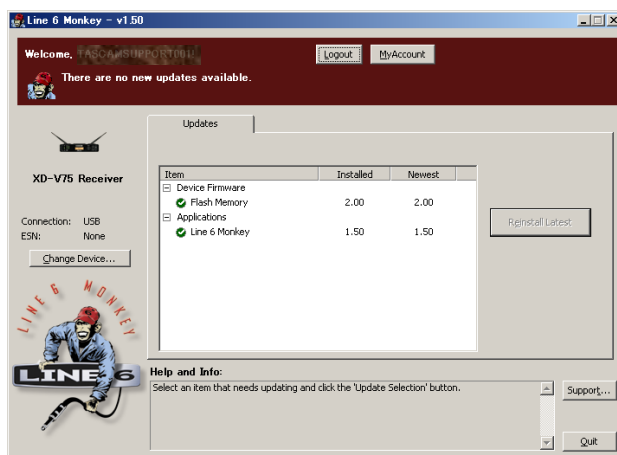 Line 6 Monkey - v1.50
Welcome,
Logout
MyAccount
There are no new updates available.
Updates
XD-V75 Receiver
Connection: USB
ESN: None
Change Device...
Item Installed Newest
Device Firmware
Flash Memory 2.00 2.00
Applications
Line 6 Monkey 1.50 1.50
Reinstall Latest
LINE 6 MONKEY
LINE 6
Help and Info:
Select an item that needs updating and click the 'Update Selection' button.
Support...
Quit